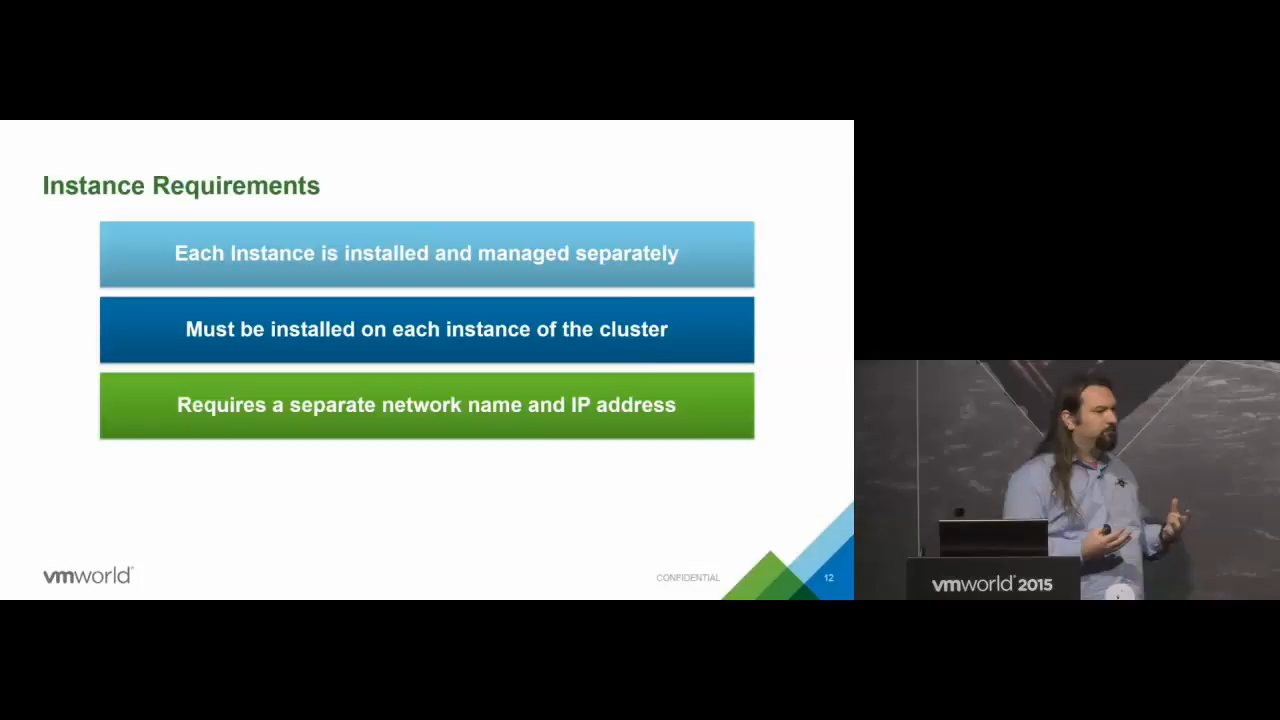 Instance Requirements
Each Instance is installed and managed separately
Must be installed on each instance of the cluster
Requires a separate network name and IP address
vmworld®
CONFIDENTIAL
12
vmworld® 2015